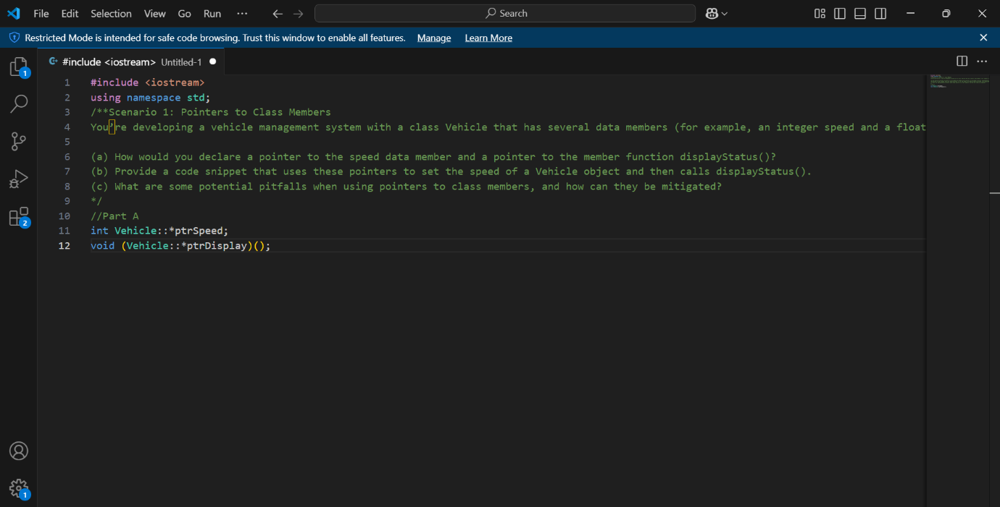 File Edit Selection View Go Run ··· Search
Restricted Mode is intended for safe code browsing. Trust this window to enable all features. Manage Learn More
#include <iostream> Untitled-1
1 #include <iostream>
2 using namespace std;
3 /**Scenario 1: Pointers to Class Members
4 You’re developing a vehicle management system with a class Vehicle that has several data members (for example, an integer speed and a float
5
6 (a) How would you declare a pointer to the speed data member and a pointer to the member function displayStatus()?
7 (b) Provide a code snippet that uses these pointers to set the speed of a Vehicle object and then calls displayStatus().
8 (c) What are some potential pitfalls when using pointers to class members, and how can they be mitigated?
9 */
10 //Part A
11 int Vehicle::*ptrSpeed;
12 void (Vehicle::*ptrDisplay)();
1
2
1